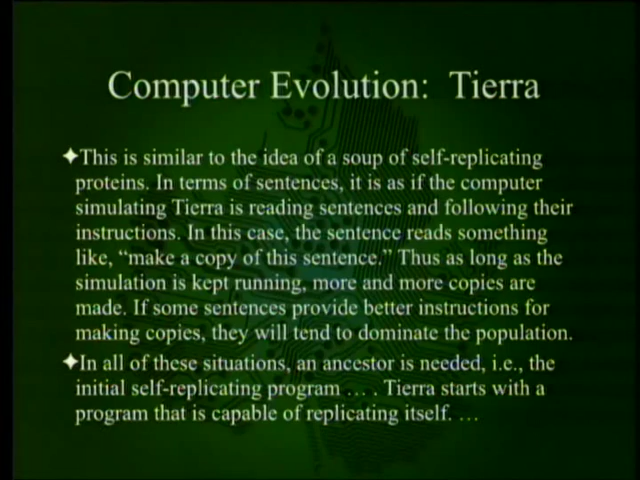 Computer Evolution: Tierra
✦This is similar to the idea of a soup of self-replicating
proteins. In terms of sentences, it is as if the computer
simulating Tierra is reading sentences and following their
instructions. In this case, the sentence reads something
like, “make a copy of this sentence.” Thus as long as the
simulation is kept running, more and more copies are
made. If some sentences provide better instructions for
making copies, they will tend to dominate the population.
✦In all of these situations, an ancestor is needed, i.e., the
initial self-replicating program … . Tierra starts with a
program that is capable of replicating itself. …